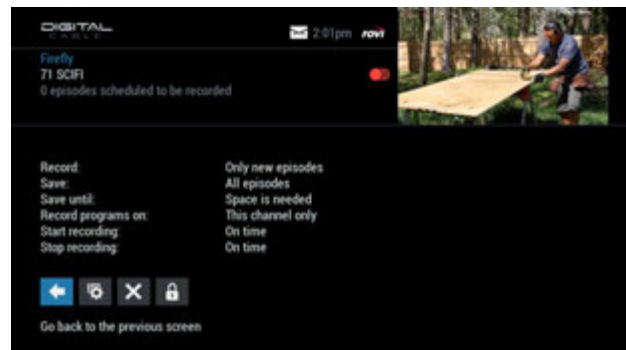 DIGITAL
CABLE
2:01pm rovi
Firefly
71 SCIFI
0 episodes scheduled to be recorded
Record: Only new episodes
Save: All episodes
Save until: Space is needed
Record programs on: This channel only
Start recording: On time
Stop recording: On time
Go back to the previous screen